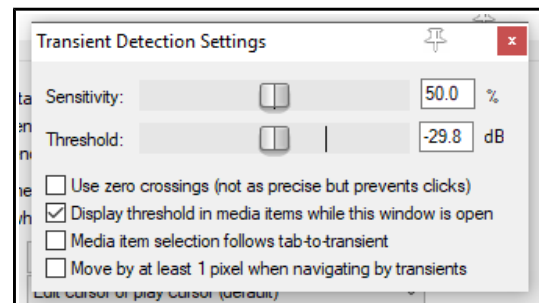 Transient Detection Settings
Sensitivity: 50.0 %
Threshold: -29.8 dB
Use zero crossings (not as precise but prevents clicks)
Display threshold in media items while this window is open
Media item selection follows tab-to-transient
Move by at least 1 pixel when navigating by transients
Edit cursor or play cursor (default)